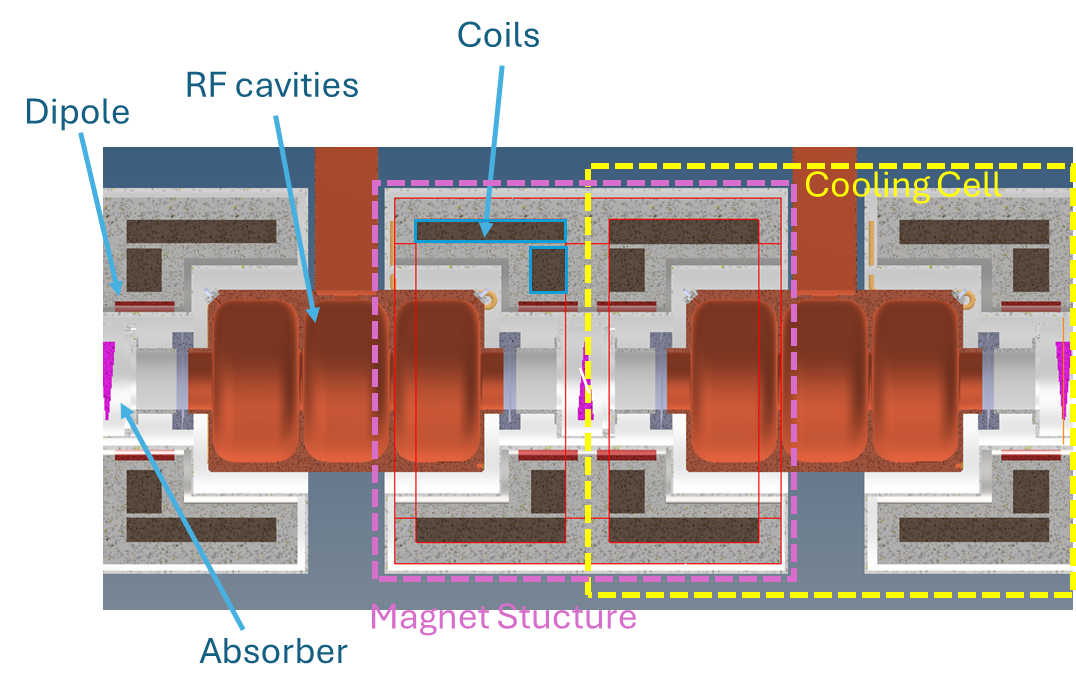 Coils
RF cavities
Dipole
Cooling Cell
Magnet Stucture
Absorber